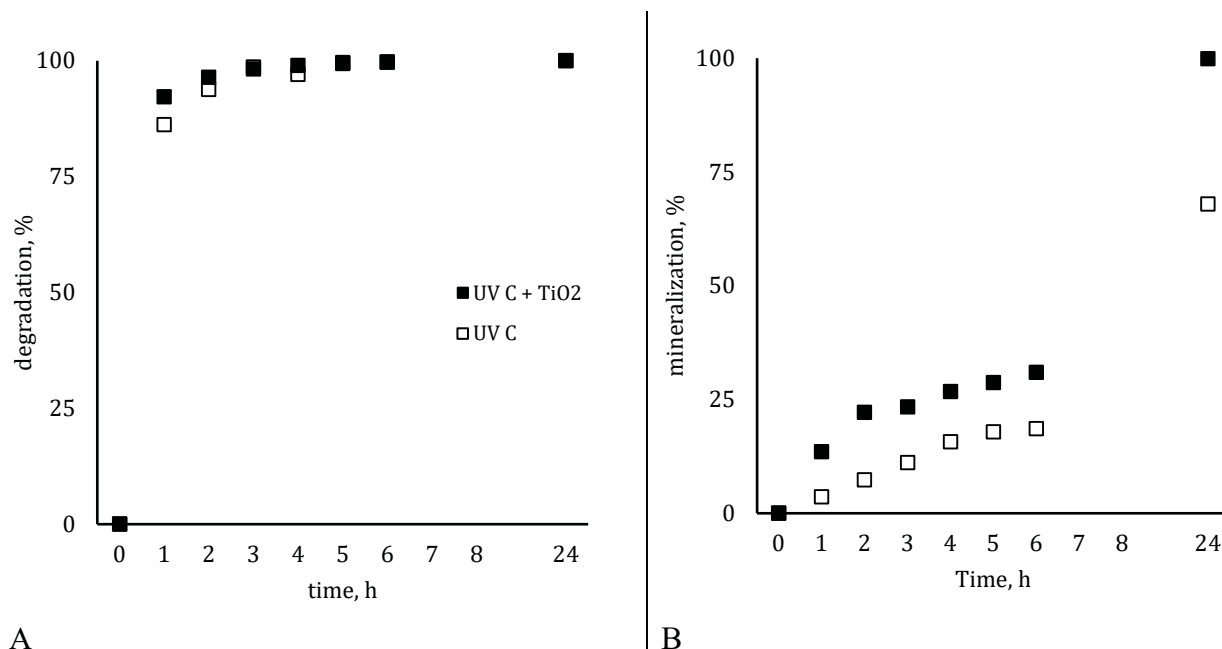 100
75
50
25
0
degradation, %
UV C + TiO2
UV C
0 1 2 3 4 5 6 7 8 24
time, h
A
100
75
50
25
0
mineralization, %
0 1 2 3 4 5 6 7 8 24
Time, h
B